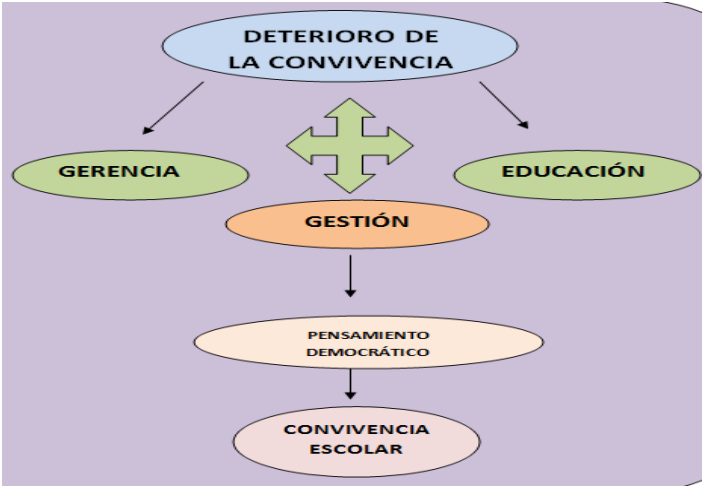 DETERIORO DE
LA CONVIVENCIA
GERENCIA
EDUCACIÓN
GESTIÓN
PENSAMIENTO
DEMOCRÁTICO
CONVIVENCIA
ESCOLAR